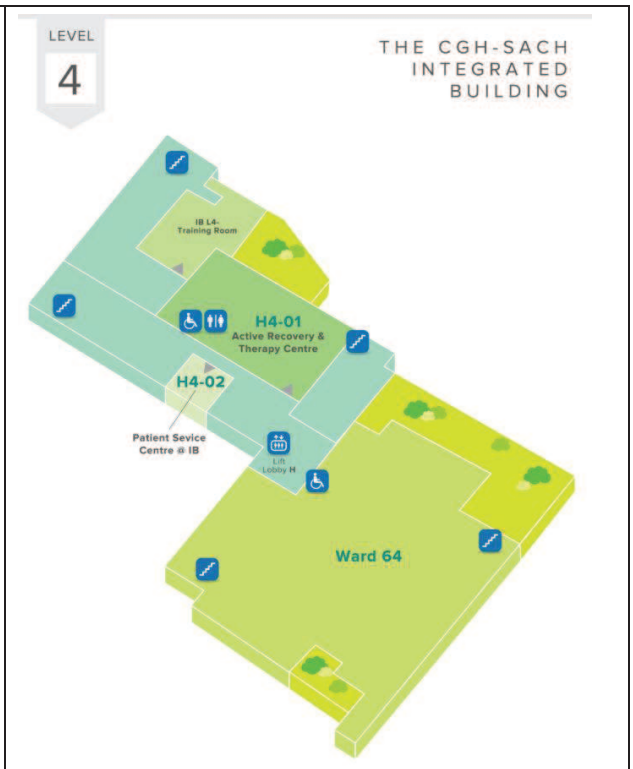 LEVEL
4
THE CGH-SACH
INTEGRATED
BUILDING
IB L4-
Training Room
H4-01
Active Recovery &
Therapy Centre
H4-02
Patient Sevice
Centre @ IB
Lift
Lobby H
Ward 64